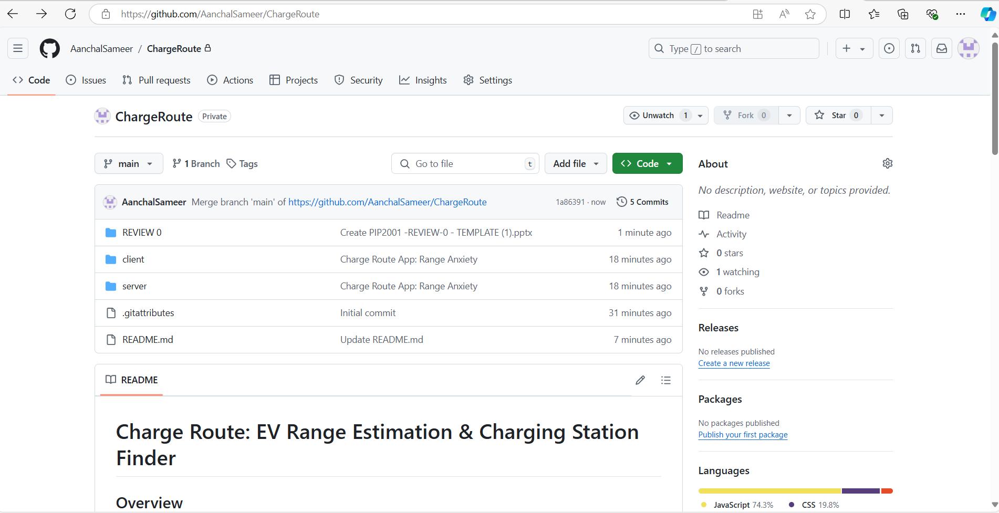 https://github.com/AanchalSameer/ChargeRoute
AanchalSameer / ChargeRoute
Type / to search
Code Issues Pull requests Actions Projects Security Insights Settings
ChargeRoute Private
Unwatch 1 Fork 0 Star 0
main 1 Branch Tags Go to file t Add file Code
AanchalSameer Merge branch 'main' of https://github.com/AanchalSameer/ChargeRoute 1a86391 · now 5 Commits
REVIEW 0 Create PIP2001 -REVIEW-0 - TEMPLATE (1).pptx 1 minute ago
client Charge Route App: Range Anxiety 18 minutes ago
server Charge Route App: Range Anxiety 18 minutes ago
.gitattributes Initial commit 31 minutes ago
README.md Update README.md 7 minutes ago
README
Charge Route: EV Range Estimation & Charging Station
Finder
Overview
About
No description, website, or topics provided.
Readme
Activity
0 stars
1 watching
0 forks
Releases
No releases published
Create a new release
Packages
No packages published
Publish your first package
Languages
JavaScript 74.3% CSS 19.8%